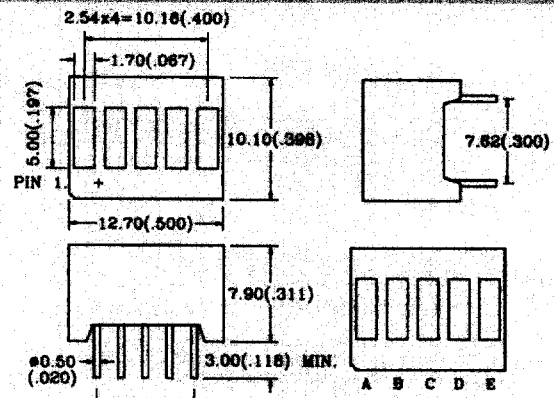 2.54x4=10.16(.400)
1.70(.067)
5.00(.197)
10.10(.398)
7.62(.300)
PIN 1.
+
12.70(.500)
7.90(.311)
ø0.50
(.020)
3.00(.118) MIN.
A B C D E